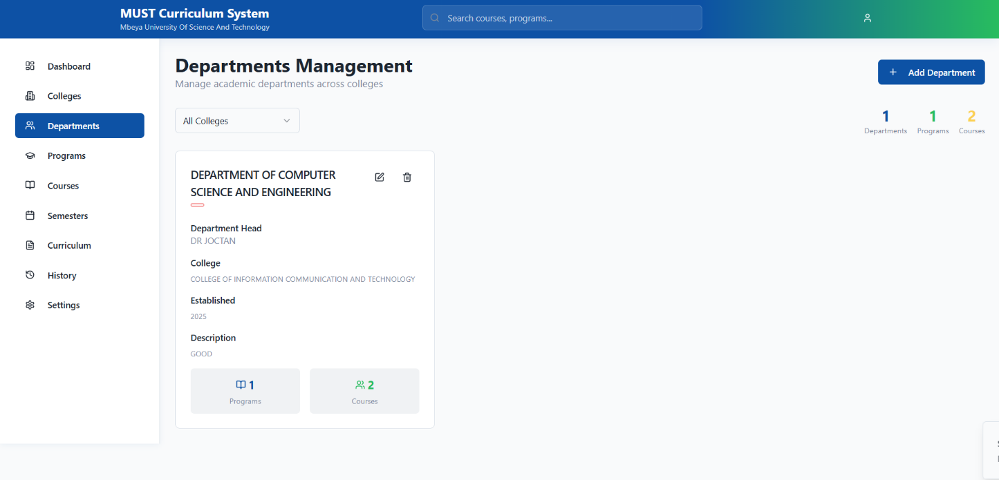 MUST Curriculum System
Mbeya University Of Science And Technology
Search courses, programs...
Dashboard
Colleges
Departments
Programs
Courses
Semesters
Curriculum
History
Settings
Departments Management
Manage academic departments across colleges
Add Department
All Colleges
1
Departments
1
Programs
2
Courses
DEPARTMENT OF COMPUTER
SCIENCE AND ENGINEERING
Department Head
DR JOCTAN
College
COLLEGE OF INFORMATION COMMUNICATION AND TECHNOLOGY
Established
2025
Description
GOOD
1
Programs
2
Courses